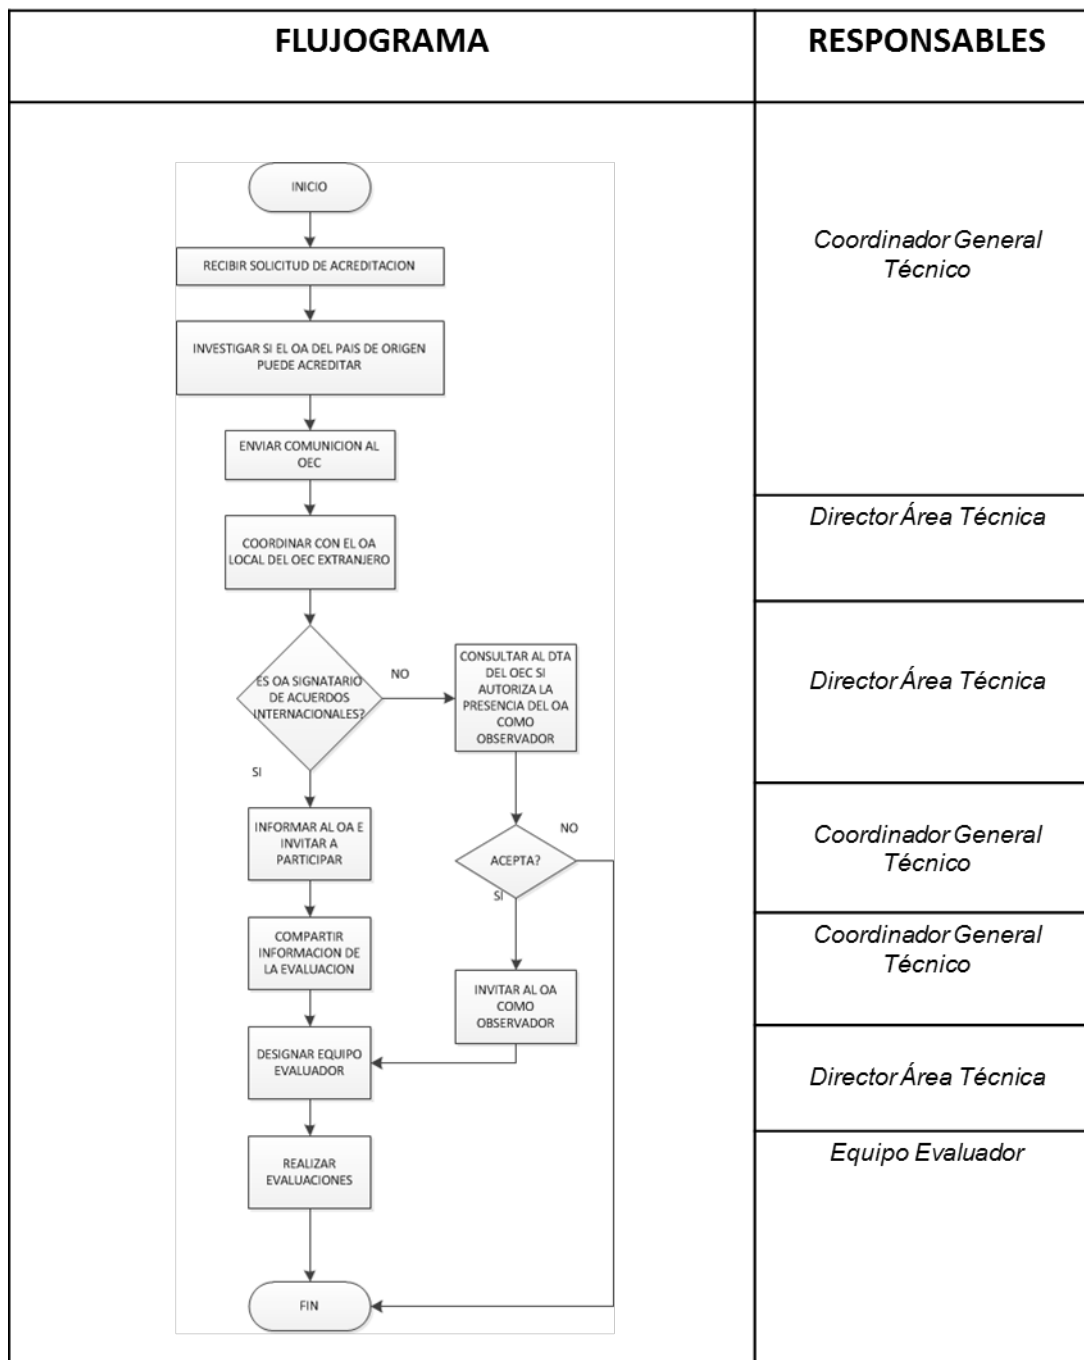 FLUJOGRAMA
RESPONSABLES
INICIO
RECIBIR SOLICITUD DE ACREDITACION
INVESTIGAR SI EL OA DEL PAIS DE ORIGEN
PUEDE ACREDITAR
ENVIAR COMUNICION AL
OEC
COORDINAR CON EL OA
LOCAL DEL OEC EXTRANJERO
ES OA SIGNATARIO
DE ACUERDOS
INTERNACIONALES?
NO
CONSULTAR AL DTA
DEL OEC SI
AUTORIZA LA
PRESENCIA DEL OA
COMO
OBSERVADOR
SI
INFORMAR AL OA E
INVITAR A
PARTICIPAR
ACEPTA?
NO
SI
COMPARTIR
INFORMACION DE
LA EVALUACION
INVITAR AL OA
COMO
OBSERVADOR
DESIGNAR EQUIPO
EVALUADOR
REALIZAR
EVALUACIONES
FIN
Coordinador General
Técnico
Director Área Técnica
Director Área Técnica
Coordinador General
Técnico
Coordinador General
Técnico
Director Área Técnica
Equipo Evaluador